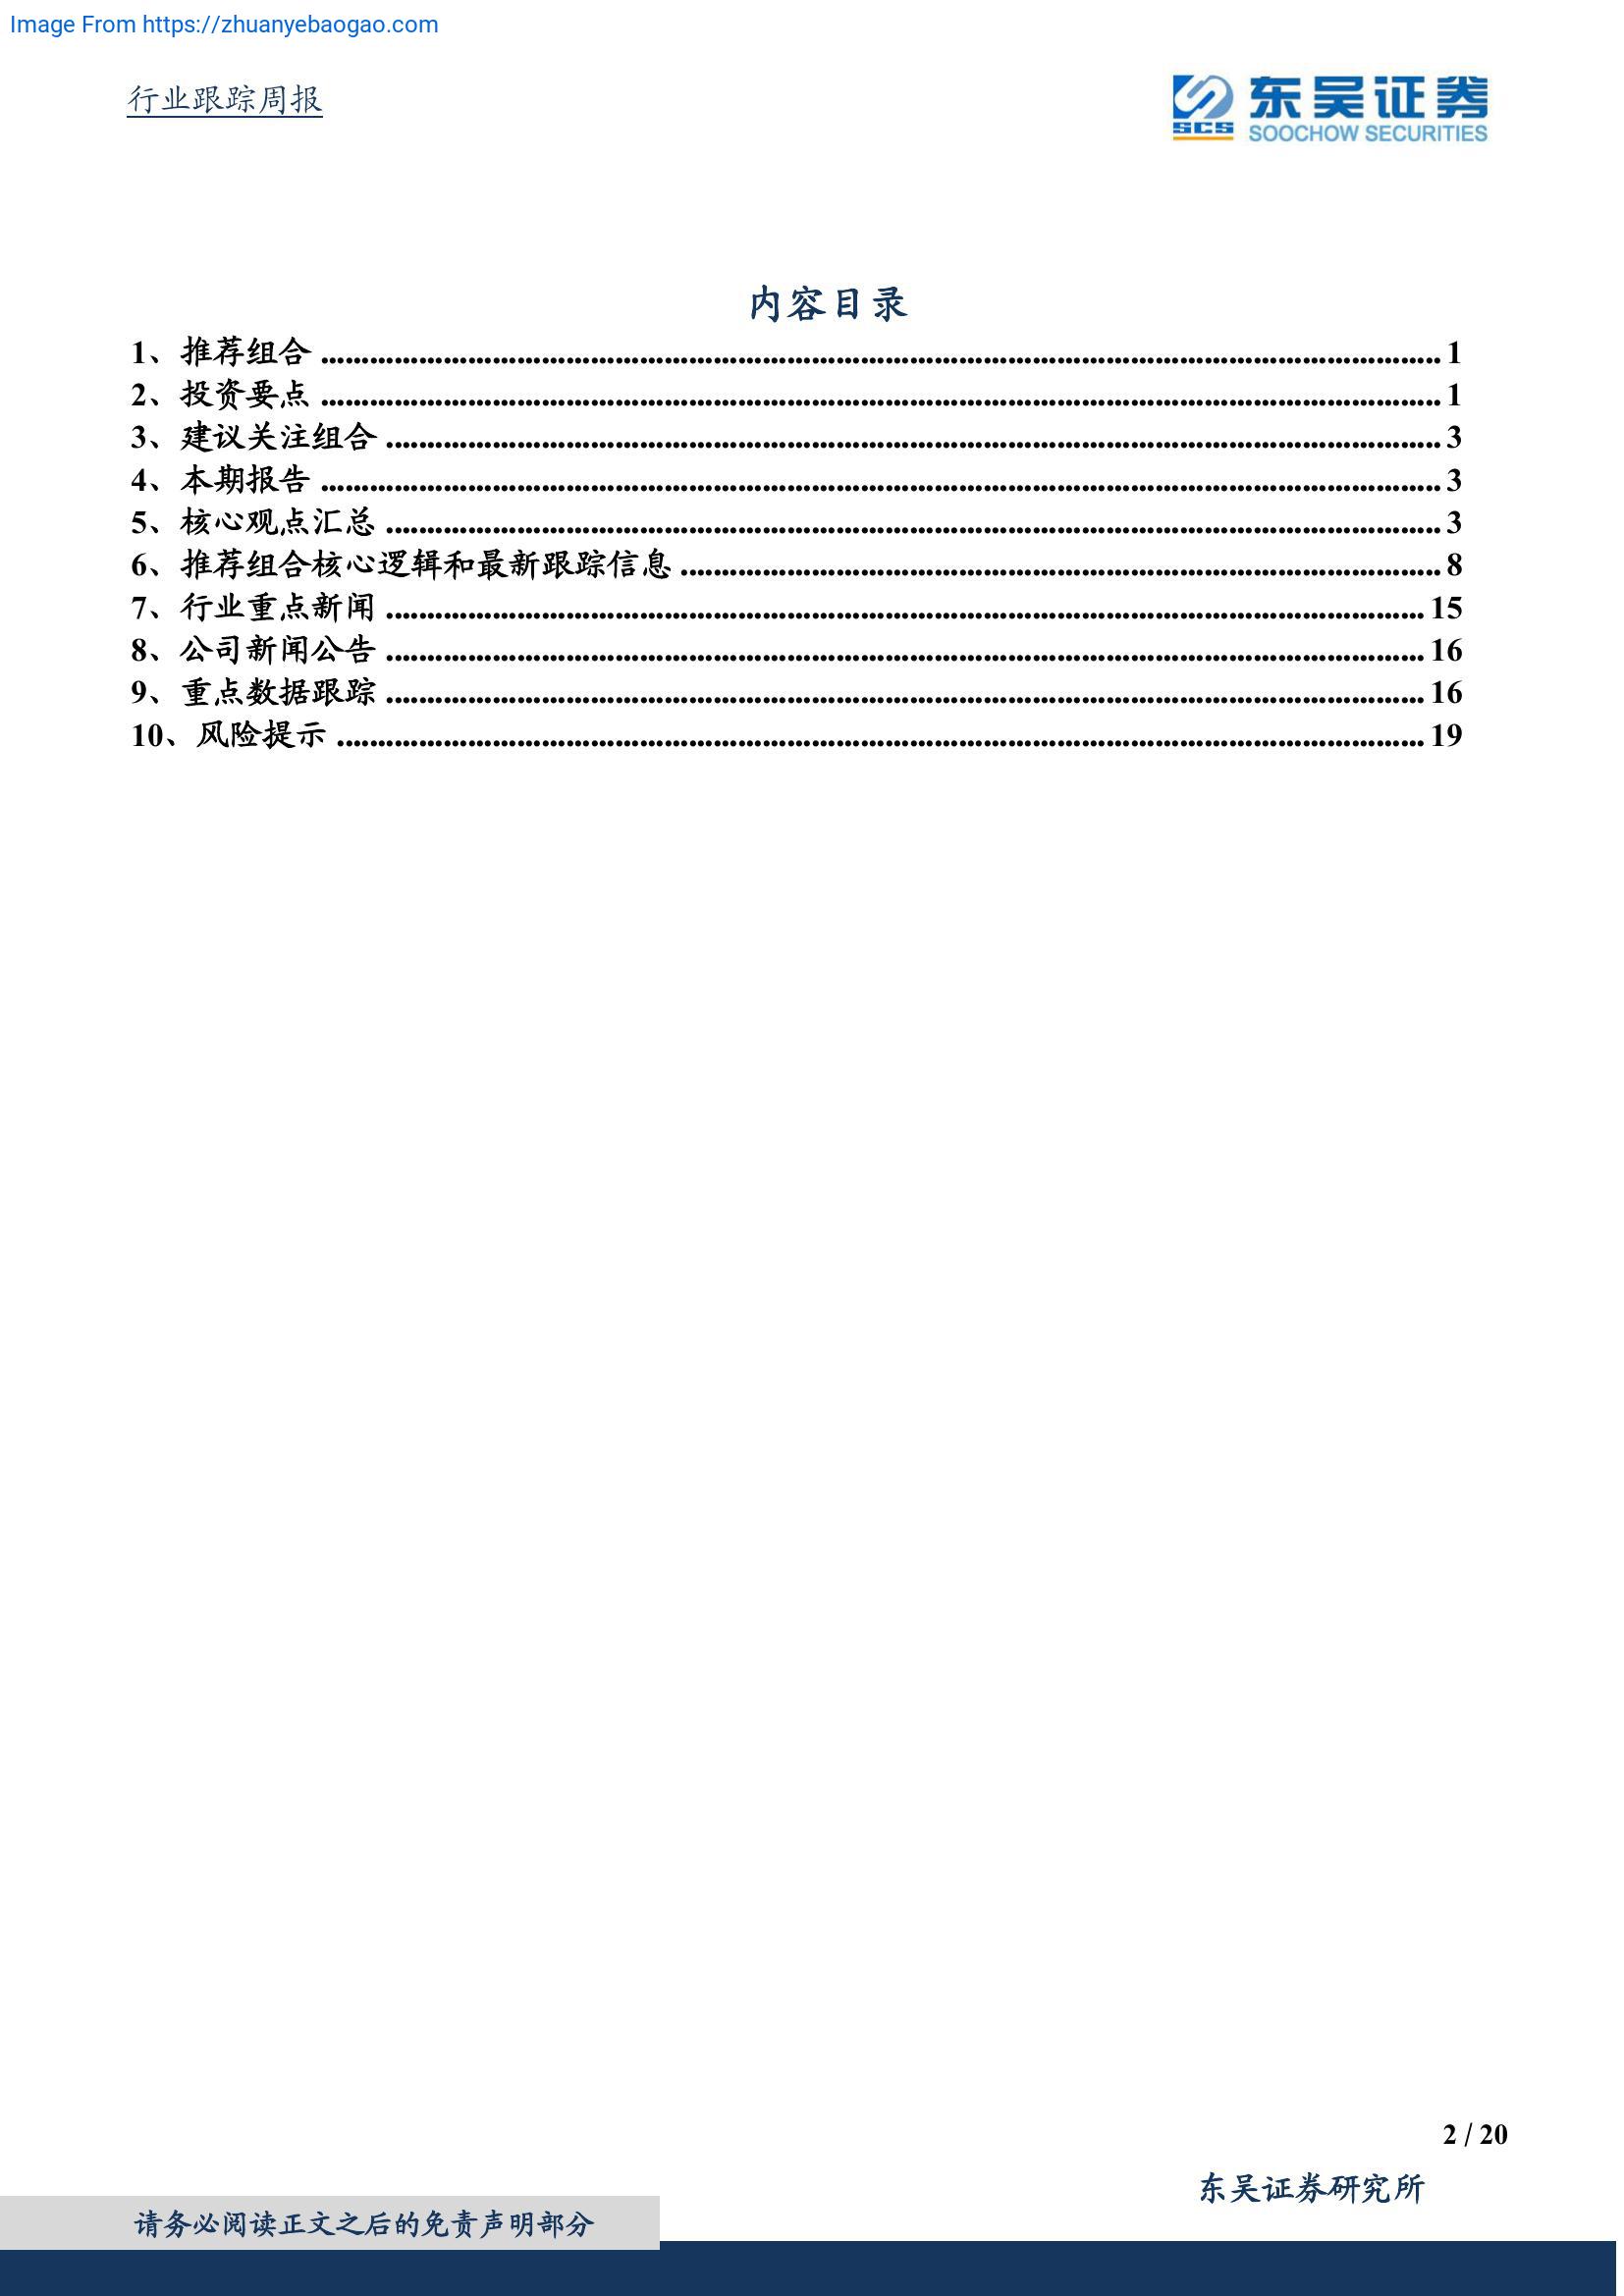 Image From https://zhuanyebaogao.com
行业跟踪周报
东吴证券
SCS SOOCHOW SECURITIES
内容目录
1、推荐组合 ........................................ 1
2、投资要点 ........................................ 1
3、建议关注组合 ........................................ 3
4、本期报告 ........................................ 3
5、核心观点汇总 ........................................ 3
6、推荐组合核心逻辑和最新跟踪信息 ........................................ 8
7、行业重点新闻 ........................................ 15
8、公司新闻公告 ........................................ 16
9、重点数据跟踪 ........................................ 16
10、风险提示 ........................................ 19
2 / 20
东吴证券研究所
请务必阅读正文之后的免责声明部分